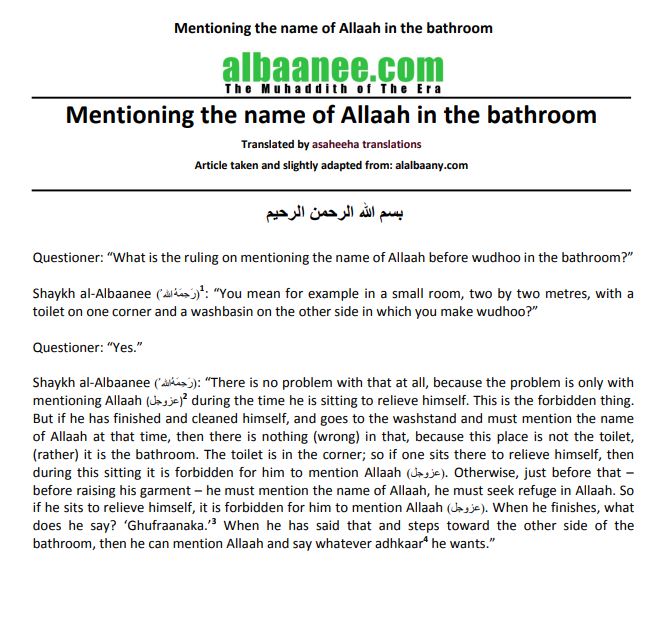 Mentioning the name of Allaah in the bathroom
albaanee.com
The Muhaddith of The Era
Mentioning the name of Allaah in the bathroom
Translated by asaheeha translations
Article taken and slightly adapted from: alalbaany.com
بسم الله الرحمن الرحيم
Questioner: “What is the ruling on mentioning the name of Allaah before wudhoo in the bathroom?”
Shaykh al-Albaanee (رَحِمَهُ الله)1: “You mean for example in a small room, two by two metres, with a
toilet on one corner and a washbasin on the other side in which you make wudhoo?”
Questioner: “Yes.”
Shaykh al-Albaanee (رَحِمَهُ الله): “There is no problem with that at all, because the problem is only with
mentioning Allaah (عزوجل)2 during the time he is sitting to relieve himself. This is the forbidden thing.
But if he has finished and cleaned himself, and goes to the washstand and must mention the name
of Allaah at that time, then there is nothing (wrong) in that, because this place is not the toilet,
(rather) it is the bathroom. The toilet is in the corner; so if one sits there to relieve himself, then
during this sitting it is forbidden for him to mention Allaah (عزوجل). Otherwise, just before that –
before raising his garment – he must mention the name of Allaah, he must seek refuge in Allaah. So
if he sits to relieve himself, it is forbidden for him to mention Allaah (عزوجل). When he finishes, what
does he say? ‘Ghufraanaka.’3 When he has said that and steps toward the other side of the
bathroom, then he can mention Allaah and say whatever adhkaar4 he wants.”